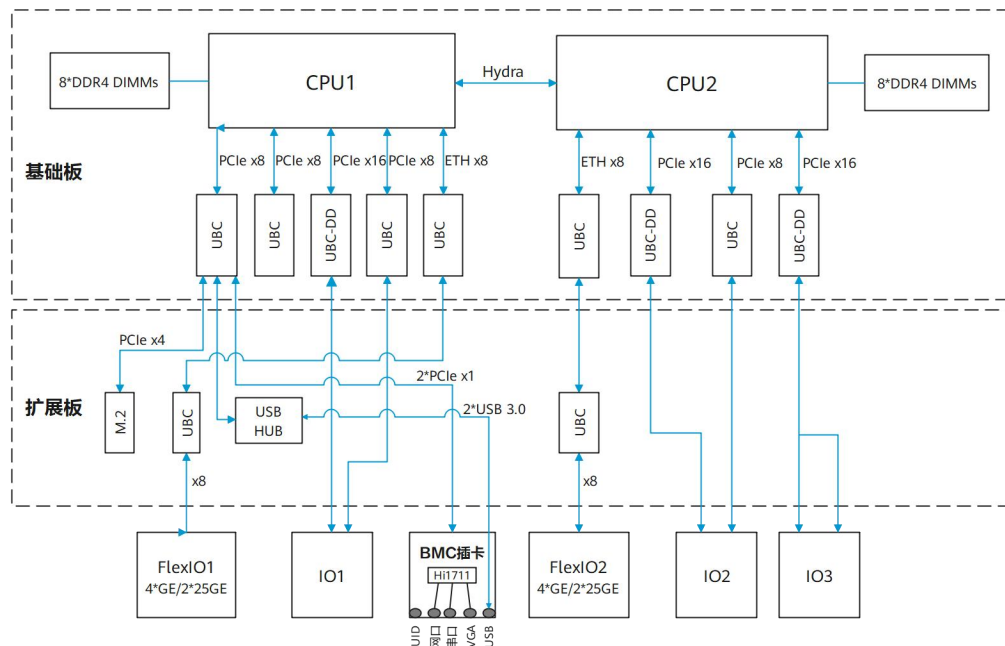 CPU1
CPU2
8*DDR4 DIMMs
Hydra
8*DDR4 DIMMs
基础板
PCIe x8
PCIe x8
PCIe x16
PCIe x8
ETH x8
ETH x8
PCIe x16
PCIe x8
PCIe x16
UBC
UBC
UBC-DD
UBC
UBC
UBC
UBC-DD
UBC
UBC-DD
扩展板
PCIe x4
2*PCIe x1
M.2
UBC
USB
HUB
2*USB 3.0
UBC
x8
x8
FlexIO1
4*GE/2*25GE
IO1
BMC插卡
Hi1711
UID
网口
串口
VGA
USB
FlexIO2
4*GE/2*25GE
IO2
IO3